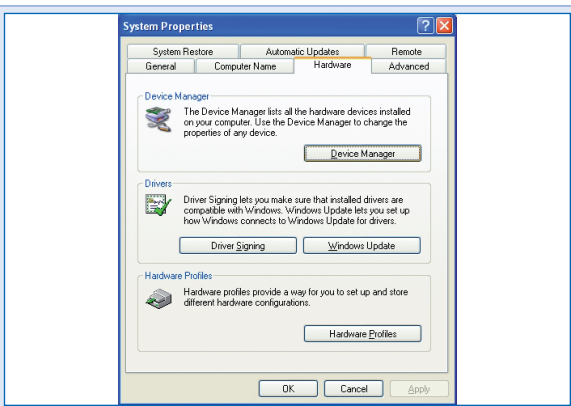 System Properties
System Restore Automatic Updates Remote
General Computer Name Hardware Advanced
Device Manager
The Device Manager lists all the hardware devices installed
on your computer. Use the Device Manager to change the
properties of any device.
Device Manager
Drivers
Driver Signing lets you make sure that installed drivers are
compatible with Windows. Windows Update lets you set up
how Windows connects to Windows Update for drivers.
Driver Signing Windows Update
Hardware Profiles
Hardware profiles provide a way for you to set up and store
different hardware configurations.
Hardware Profiles
OK Cancel Apply